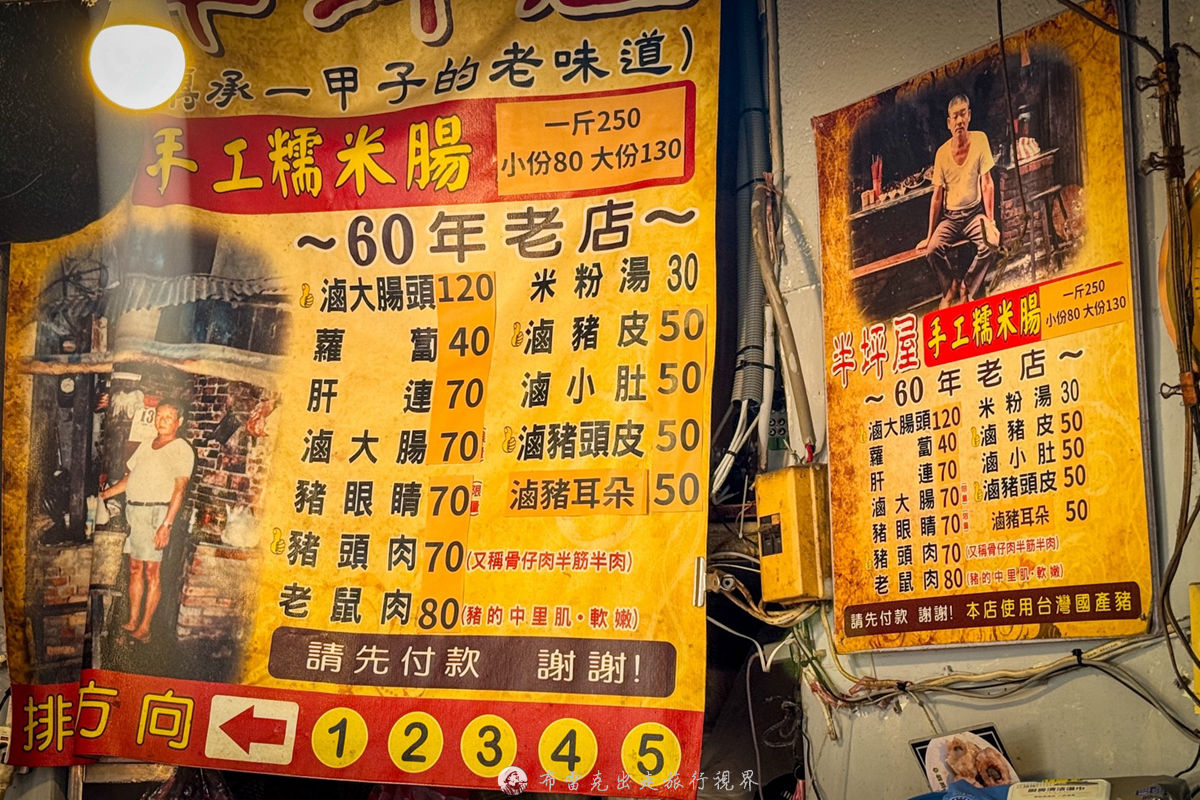 半坪屋
(傳承一甲子的老味道)
手工糯米腸 一斤250
小份80 大份130
~60年老店~
滷大腸頭120 米粉湯30
蘿蔔40 滷豬皮50
肝連70 滷小肚50
滷大腸70 滷豬頭皮50
豬眼睛70 滷豬耳朵50
豬頭肉70(又稱骨仔肉半筋半肉)
老鼠肉80(豬的中里肌·軟嫩)
請先付款 謝謝!
排方向 1 2 3 4 5
半坪屋 手工糯米腸 一斤250
小份80 大份130
~60年老店~
滷大腸頭120 米粉湯30
蘿蔔40 滷豬皮50
肝連70 滷小肚50
滷大腸70 滷豬頭皮50
豬眼睛70 滷豬耳朵50
豬頭肉70(又稱骨仔肉半筋半肉)
老鼠肉80(豬的中里肌·軟嫩)
請先付款 謝謝! 本店使用台灣國產豬
布雷克出走旅行視界